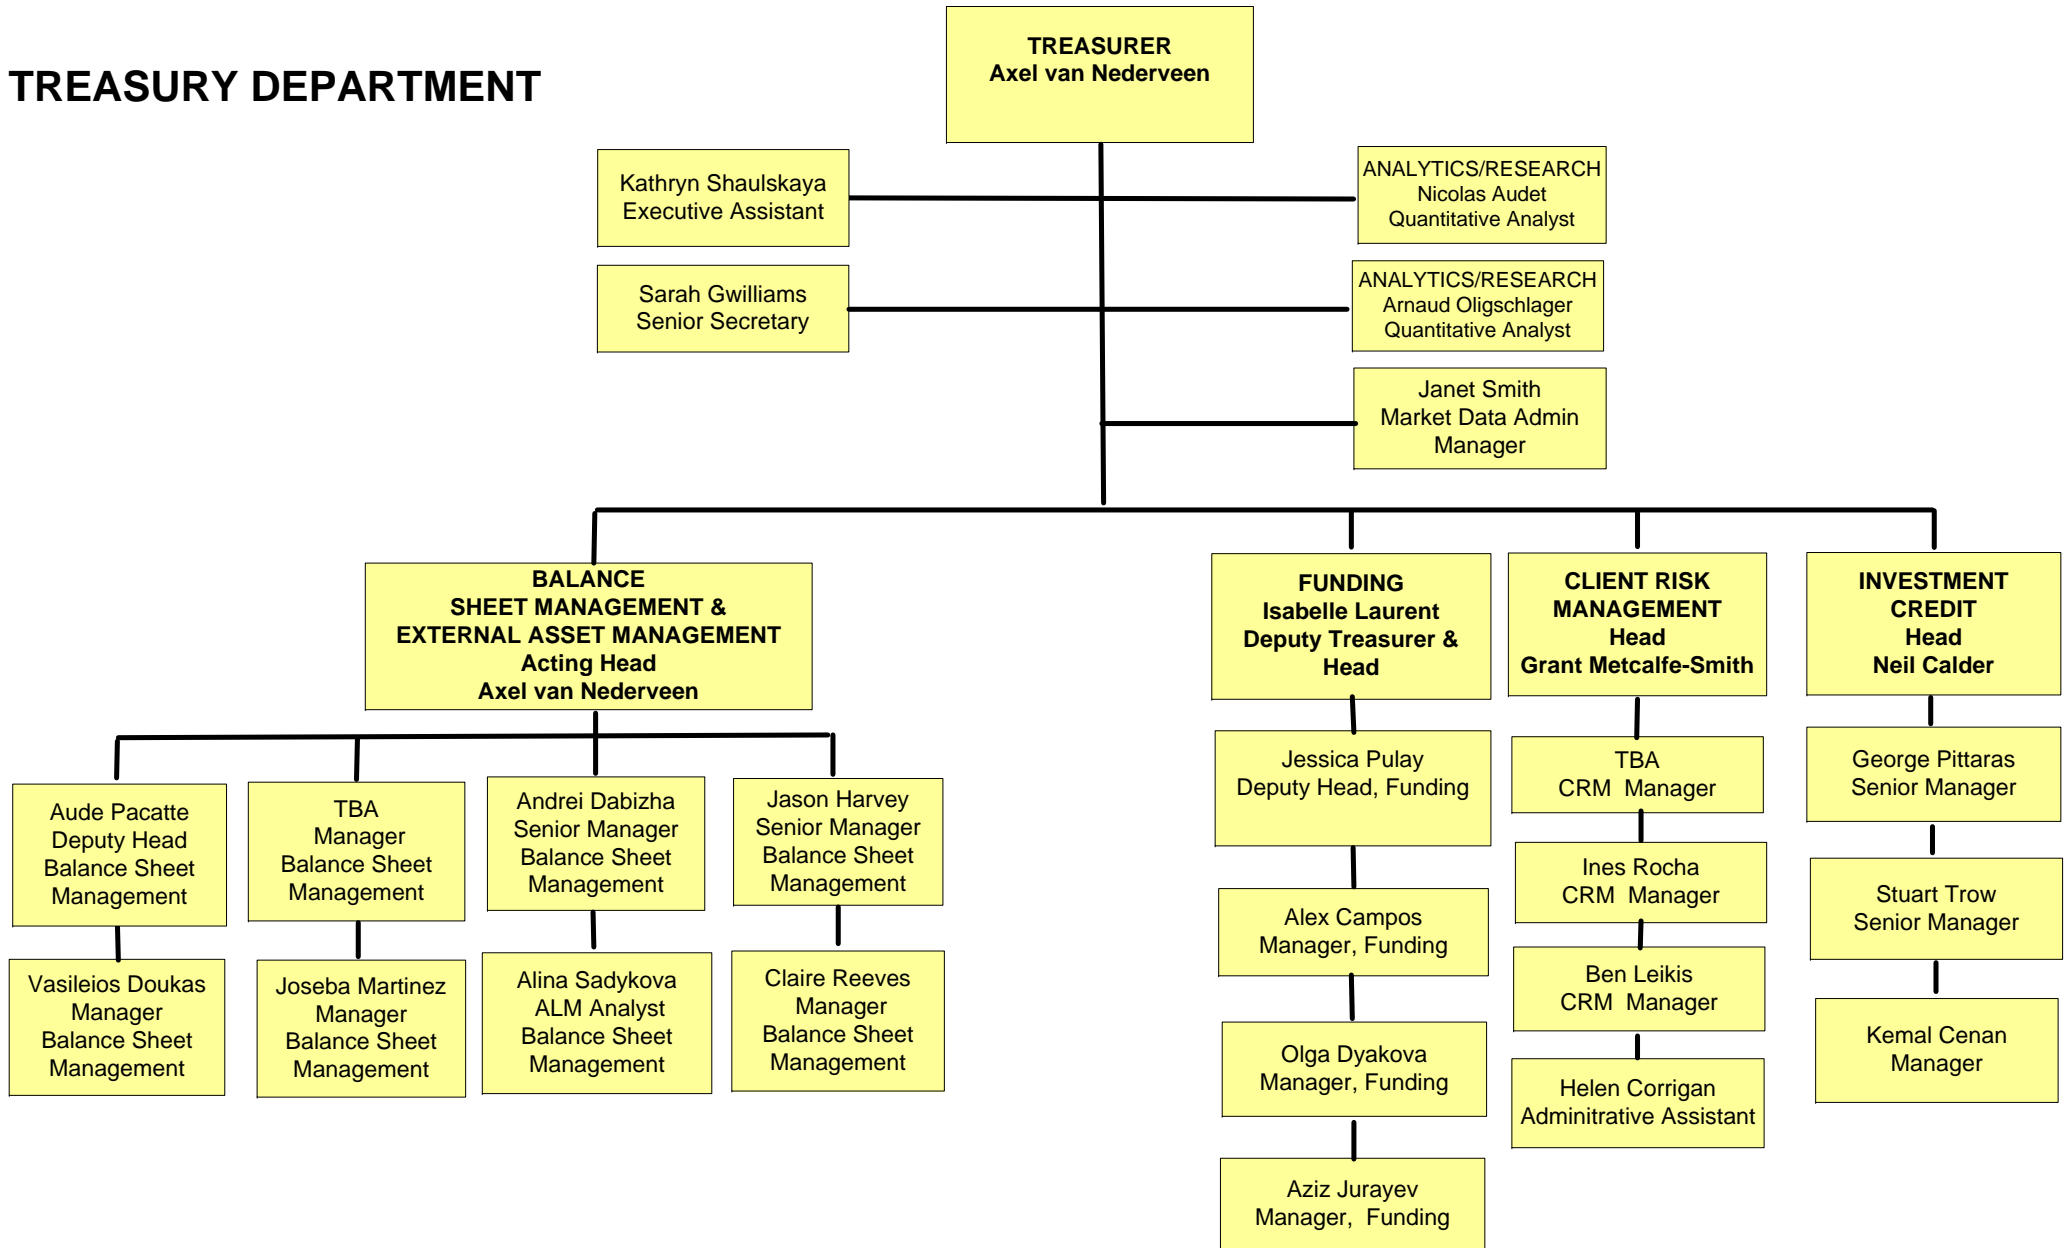 TREASURY DEPARTMENT
TREASURER
Axel van Nederveen
Kathryn Shaulskaya
Executive Assistant
ANALYTICS/RESEARCH
Nicolas Audet
Quantitative Analyst
Sarah Gwilliams
Senior Secretary
ANALYTICS/RESEARCH
Arnaud Oligschlager
Quantitative Analyst
Janet Smith
Market Data Admin
Manager
BALANCE
SHEET MANAGEMENT &
EXTERNAL ASSET MANAGEMENT
Acting Head
Axel van Nederveen
FUNDING
Isabelle Laurent
Deputy Treasurer &
Head
CLIENT RISK
MANAGEMENT
Head
Grant Metcalfe-Smith
INVESTMENT
CREDIT
Head
Neil Calder
Aude Pacatte
Deputy Head
Balance Sheet
Management
TBA
Manager
Balance Sheet
Management
Andrei Dabizha
Senior Manager
Balance Sheet
Management
Jason Harvey
Senior Manager
Balance Sheet
Management
Vasileios Doukas
Manager
Balance Sheet
Management
Joseba Martinez
Manager
Balance Sheet
Management
Alina Sadykova
ALM Analyst
Balance Sheet
Management
Claire Reeves
Manager
Balance Sheet
Management
Jessica Pulay
Deputy Head, Funding
Alex Campos
Manager, Funding
Olga Dyakova
Manager, Funding
Aziz Jurayev
Manager, Funding
TBA
CRM Manager
Ines Rocha
CRM Manager
Ben Leikis
CRM Manager
Helen Corrigan
Adminitrative Assistant
George Pittaras
Senior Manager
Stuart Trow
Senior Manager
Kemal Cenan
Manager